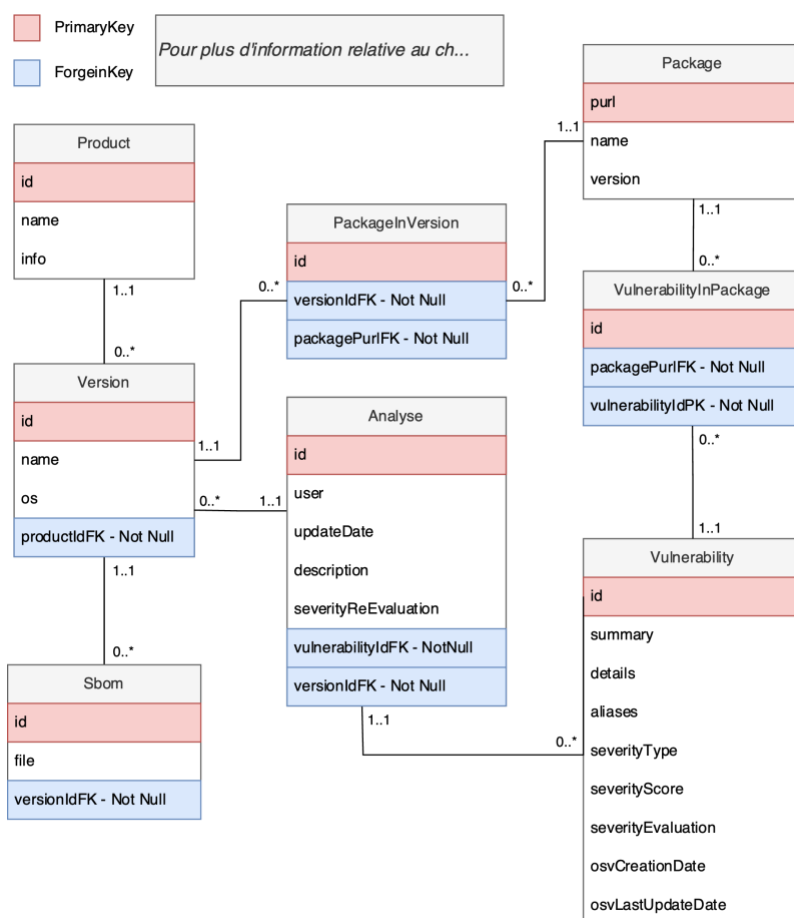 PrimaryKey
ForgeinKey
Pour plus d'information relative au ch...
Product
id
name
info
1..1
0..*
Version
id
name
os
productIdFK - Not Null
1..1
0..*
1..1
0..*
Sbom
id
file
versionIdFK - Not Null
PackageInVersion
id
versionIdFK - Not Null
packagePurlFK - Not Null
0..*
0..*
1..1
Analyse
id
user
updateDate
description
severityReEvaluation
vulnerabilityIdFK - NotNull
versionIdFK - Not Null
1..1
1..1
0..*
Package
purl
name
version
1..1
0..*
VulnerabilityInPackage
id
packagePurlFK - Not Null
vulnerabilityIdPK - Not Null
0..*
1..1
Vulnerability
id
summary
details
aliases
severityType
severityScore
severityEvaluation
osvCreationDate
osvLastUpdateDate